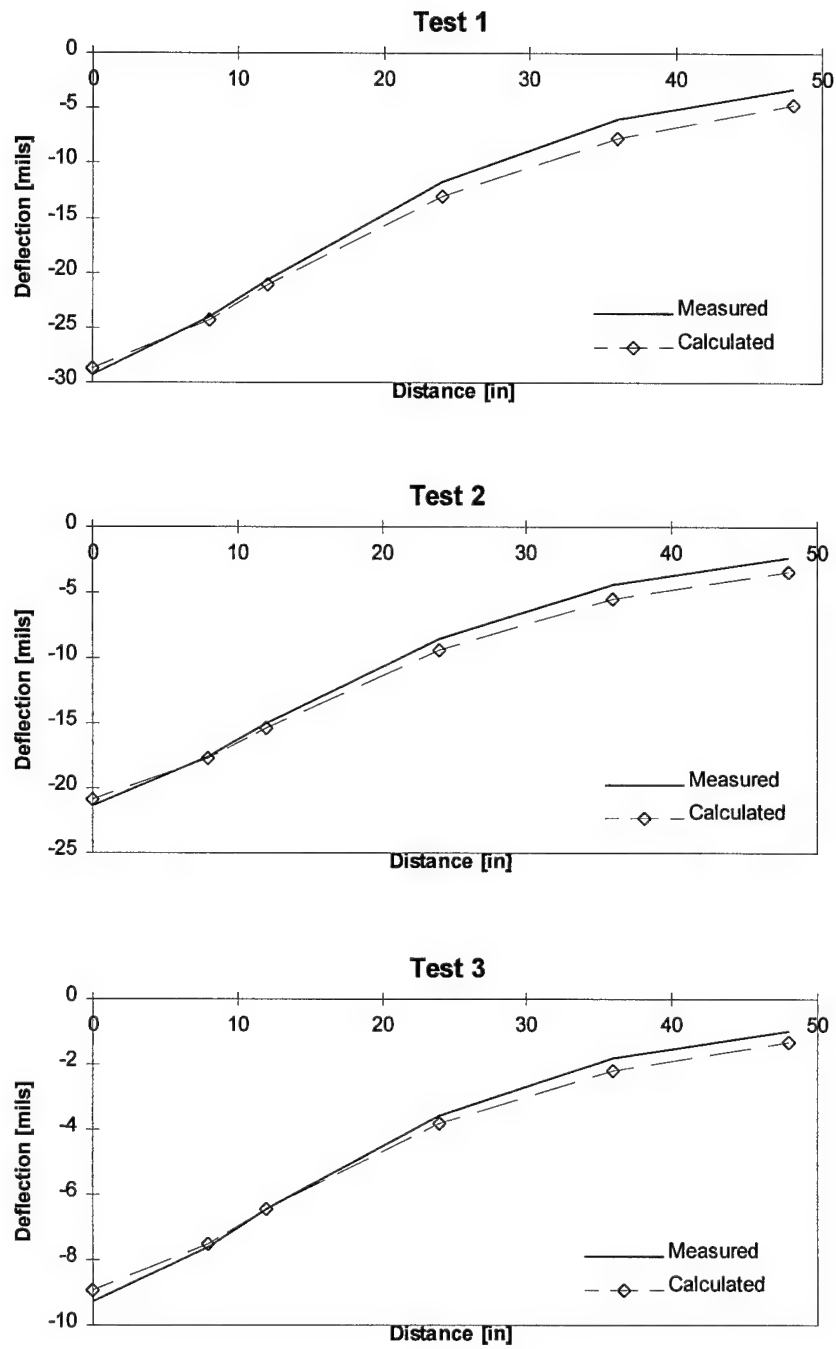 Test 1
0
0
10
20
30
40
50
-5
-10
-15
-20
-25
-30
Deflection [mils]
Measured
Calculated
Distance [in]
Test 2
0
0
10
20
30
40
50
-5
-10
-15
-20
-25
Deflection [mils]
Measured
Calculated
Distance [in]
Test 3
0
0
10
20
30
40
50
-2
-4
-6
-8
-10
Deflection [mils]
Measured
Calculated
Distance [in]